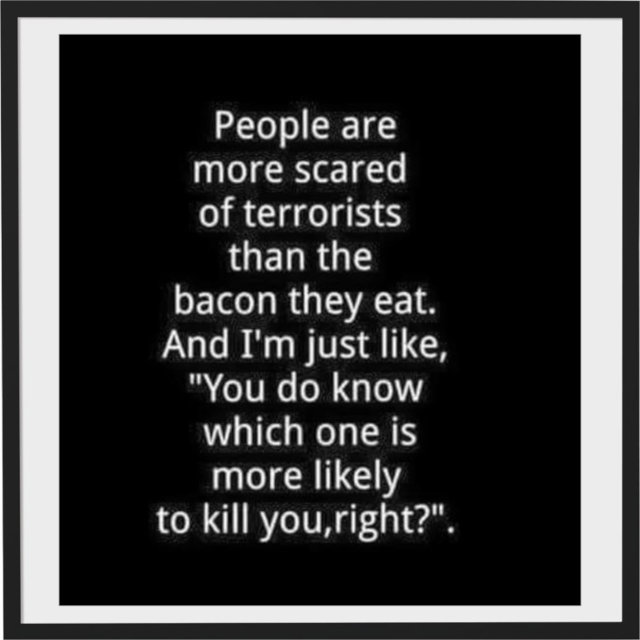 People are
more scared
of terrorists
than the
bacon they eat.
And I'm just like,
"You do know
which one is
more likely
to kill you,right?".